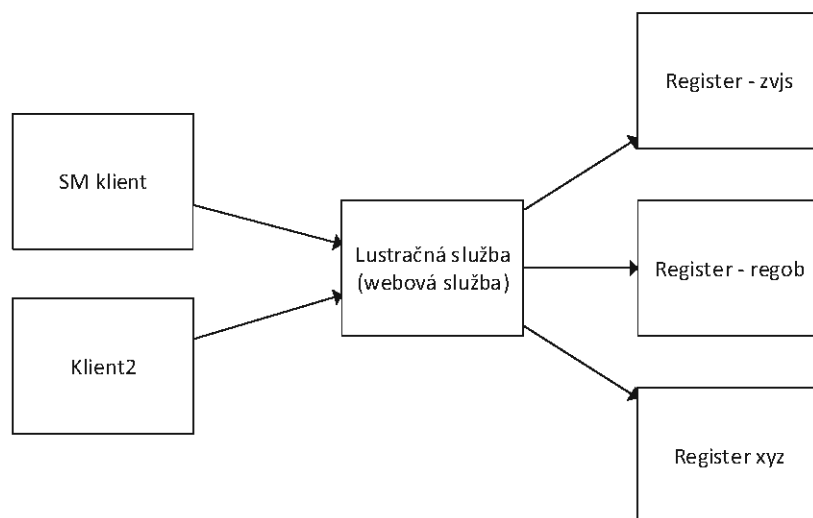 Register - zvjs
SM klient
Lustračná služba
(webová služba)
Register - regob
Klient2
Register xyz